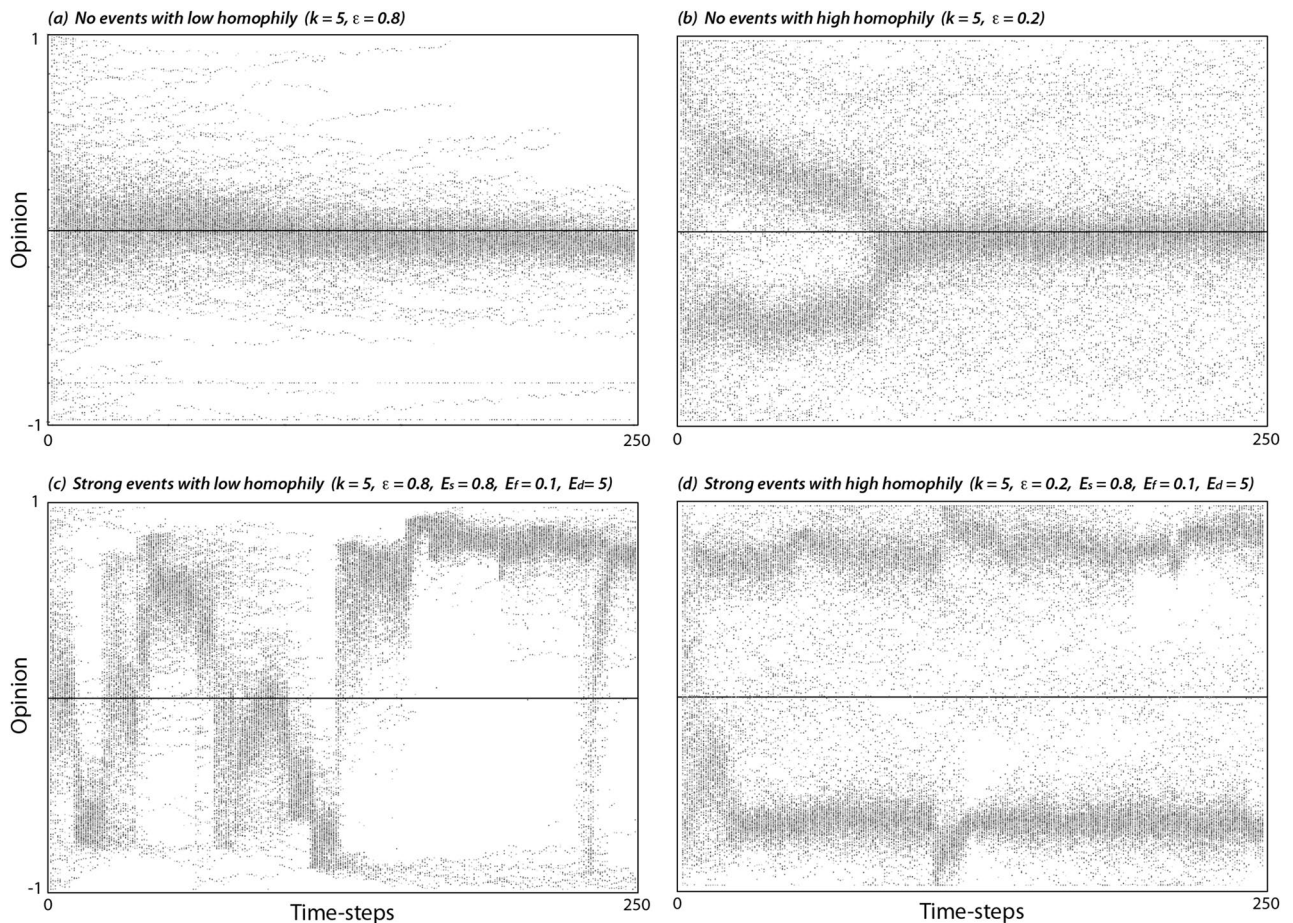 (a) No events with low homophily (k = 5, ε = 0.8)
(b) No events with high homophily (k = 5, ε = 0.2)
1
Opinion
-1
0
250
0
250
(c) Strong events with low homophily (k = 5, ε = 0.8, Es = 0.8, Ef = 0.1, Ed= 5)
(d) Strong events with high homophily (k = 5, ε = 0.2, Es = 0.8, Ef = 0.1, Ed= 5)
1
Opinion
-1
0
Time-steps
250
0
Time-steps
250